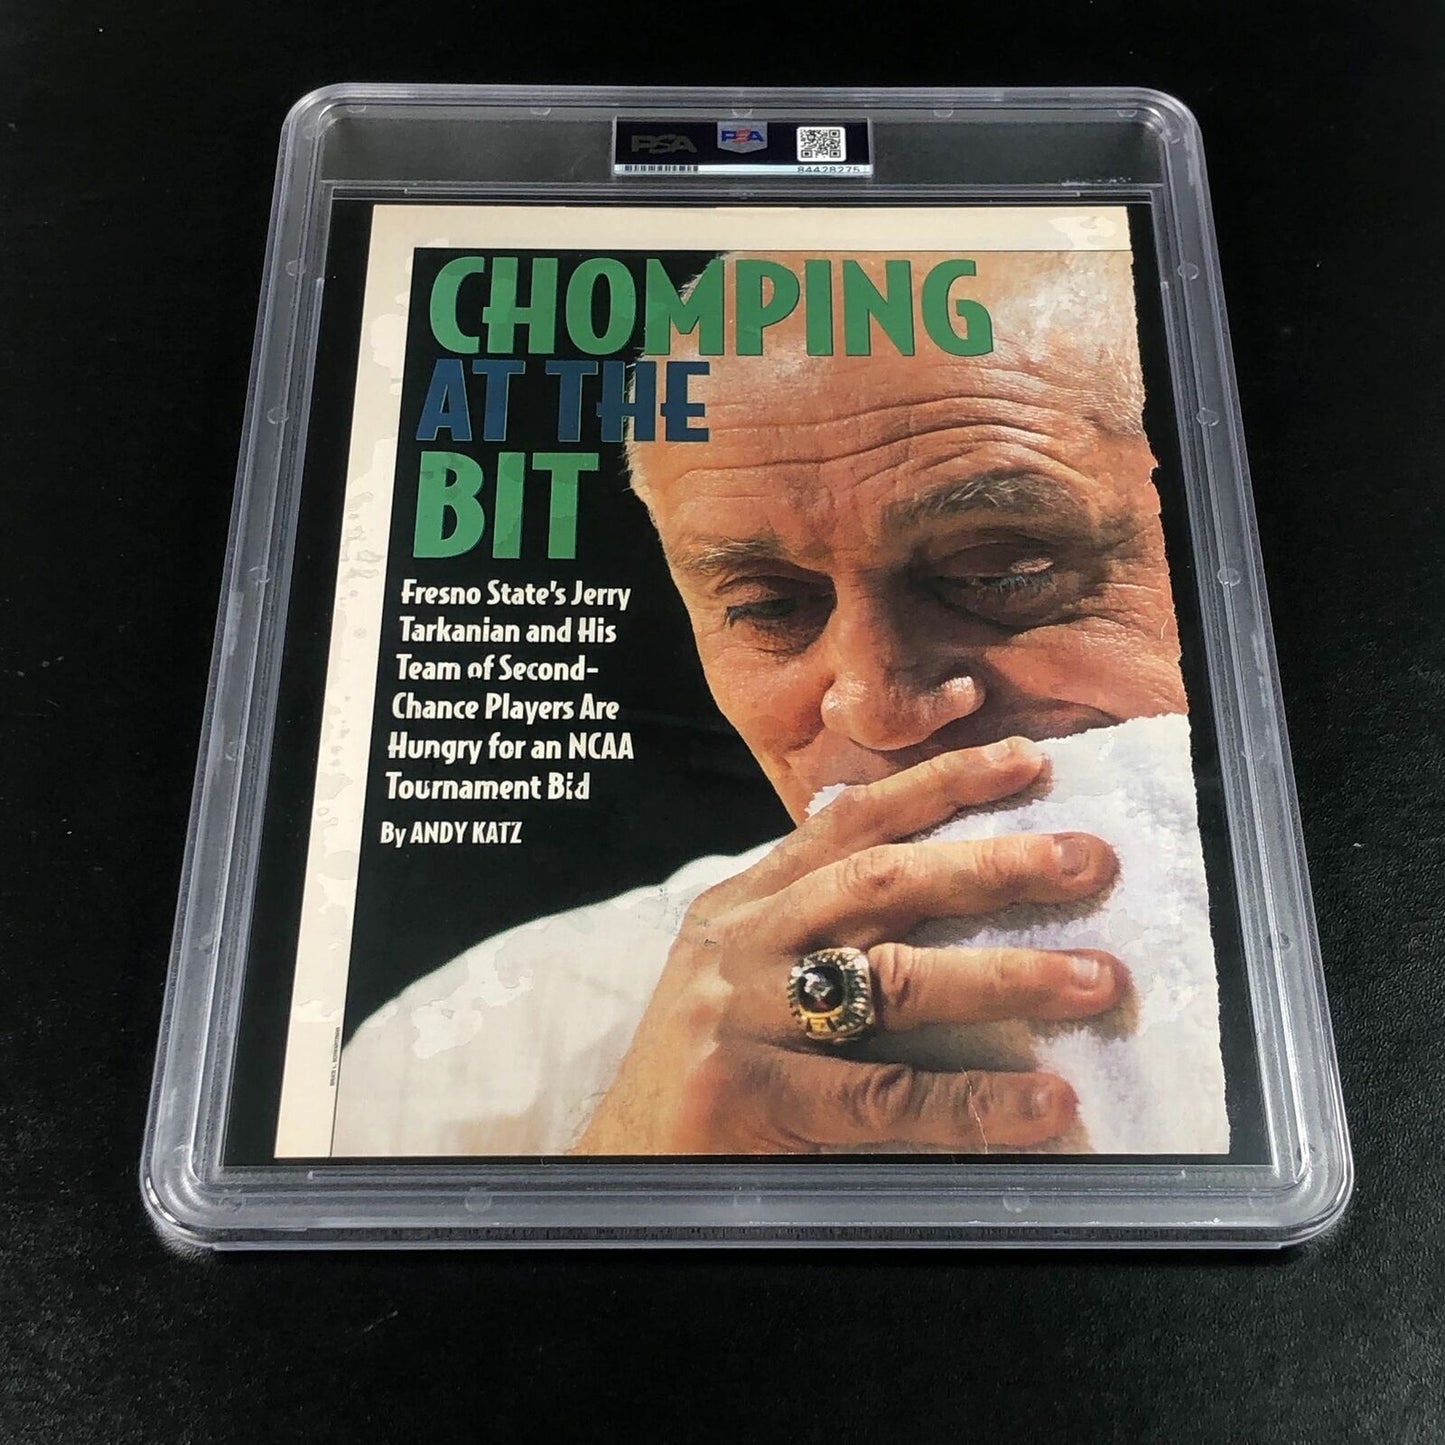 PSA PSA
84428275
CHOMPING
AT THE
BIT
Fresno State's Jerry
Tarkanian and His
Team of Second-
Chance Players Are
Hungry for an NCAA
Tournament Bid
By ANDY KATZ